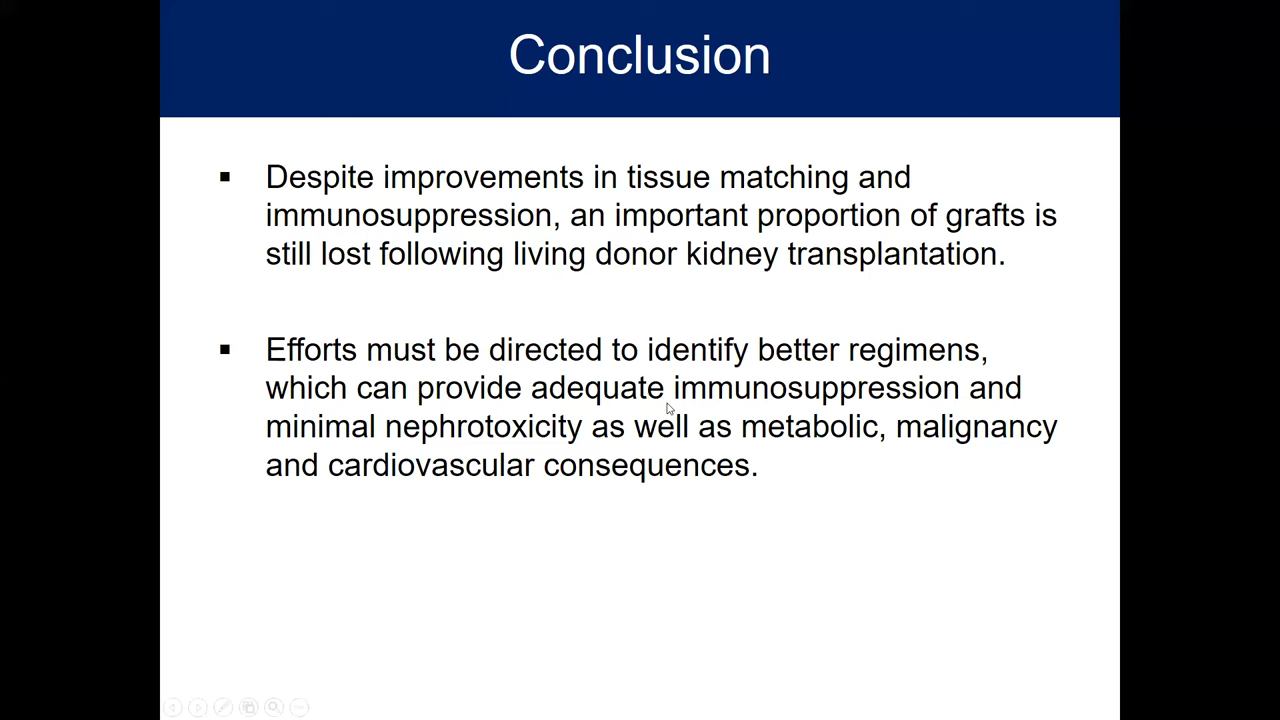 Conclusion
▪ Despite improvements in tissue matching and
immunosuppression, an important proportion of grafts is
still lost following living donor kidney transplantation.
▪ Efforts must be directed to identify better regimens,
which can provide adequate immunosuppression and
minimal nephrotoxicity as well as metabolic, malignancy
and cardiovascular consequences.